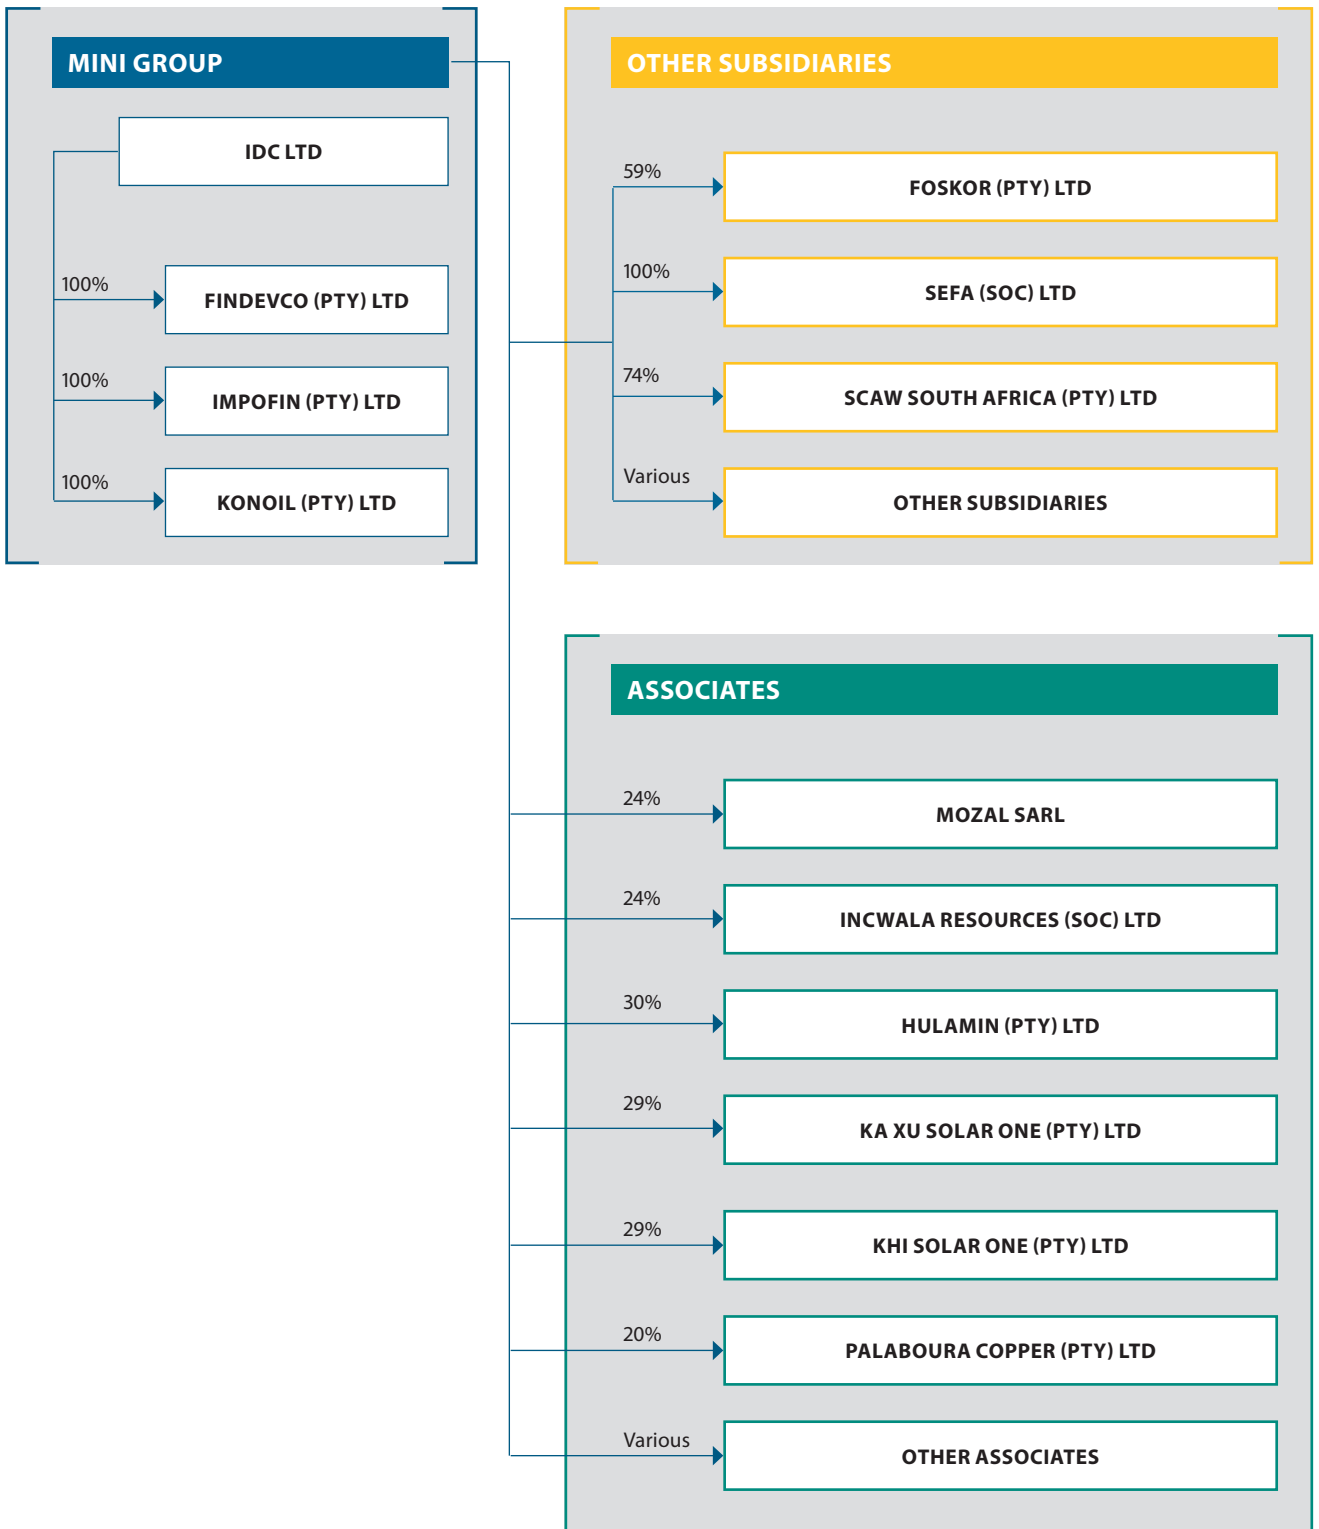 MINI GROUP
IDC LTD
100%
FINDEVCO (PTY) LTD
100%
IMPOFIN (PTY) LTD
100%
KONOIL (PTY) LTD
OTHER SUBSIDIARIES
59%
FOSKOR (PTY) LTD
100%
SEFA (SOC) LTD
74%
SCAW SOUTH AFRICA (PTY) LTD
Various
OTHER SUBSIDIARIES
ASSOCIATES
24%
MOZAL SARL
24%
INCWALA RESOURCES (SOC) LTD
30%
HULAMIN (PTY) LTD
29%
KA XU SOLAR ONE (PTY) LTD
29%
KHI SOLAR ONE (PTY) LTD
20%
PALABOURA COPPER (PTY) LTD
Various
OTHER ASSOCIATES